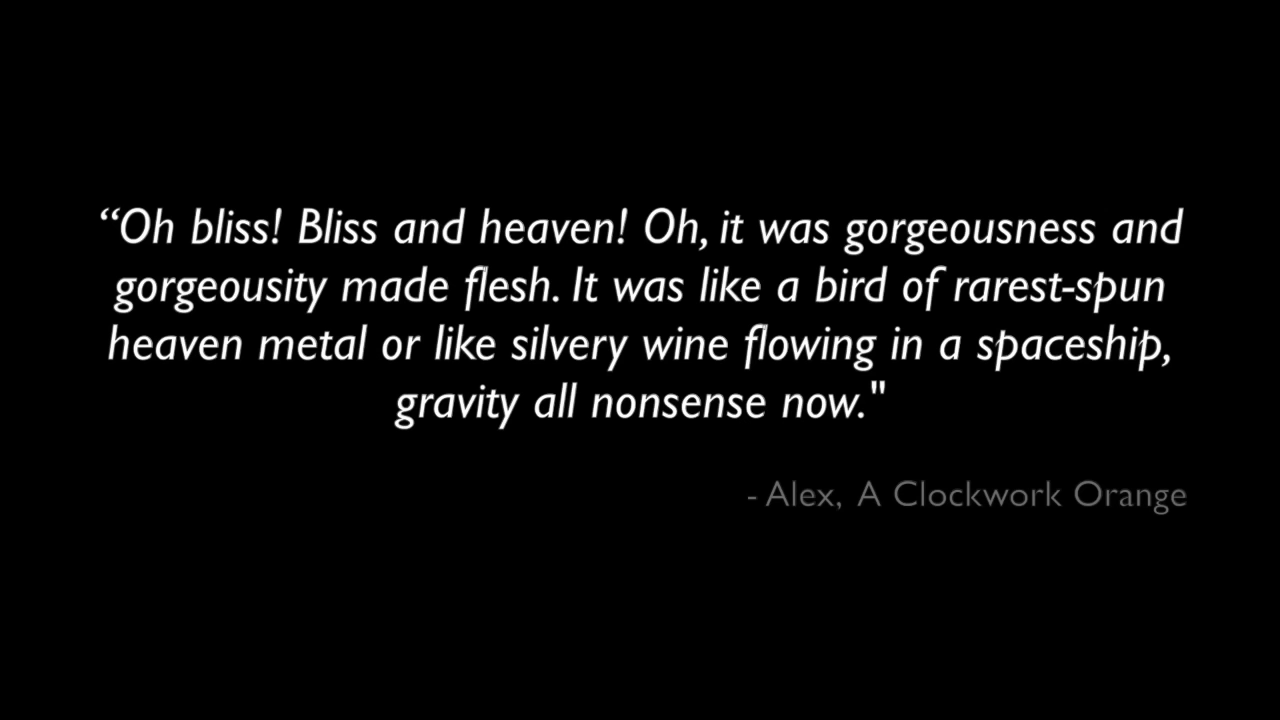 “Oh bliss! Bliss and heaven! Oh, it was gorgeousness and
gorgeousity made flesh. It was like a bird of rarest-spun
heaven metal or like silvery wine flowing in a spaceship,
gravity all nonsense now."
- Alex, A Clockwork Orange